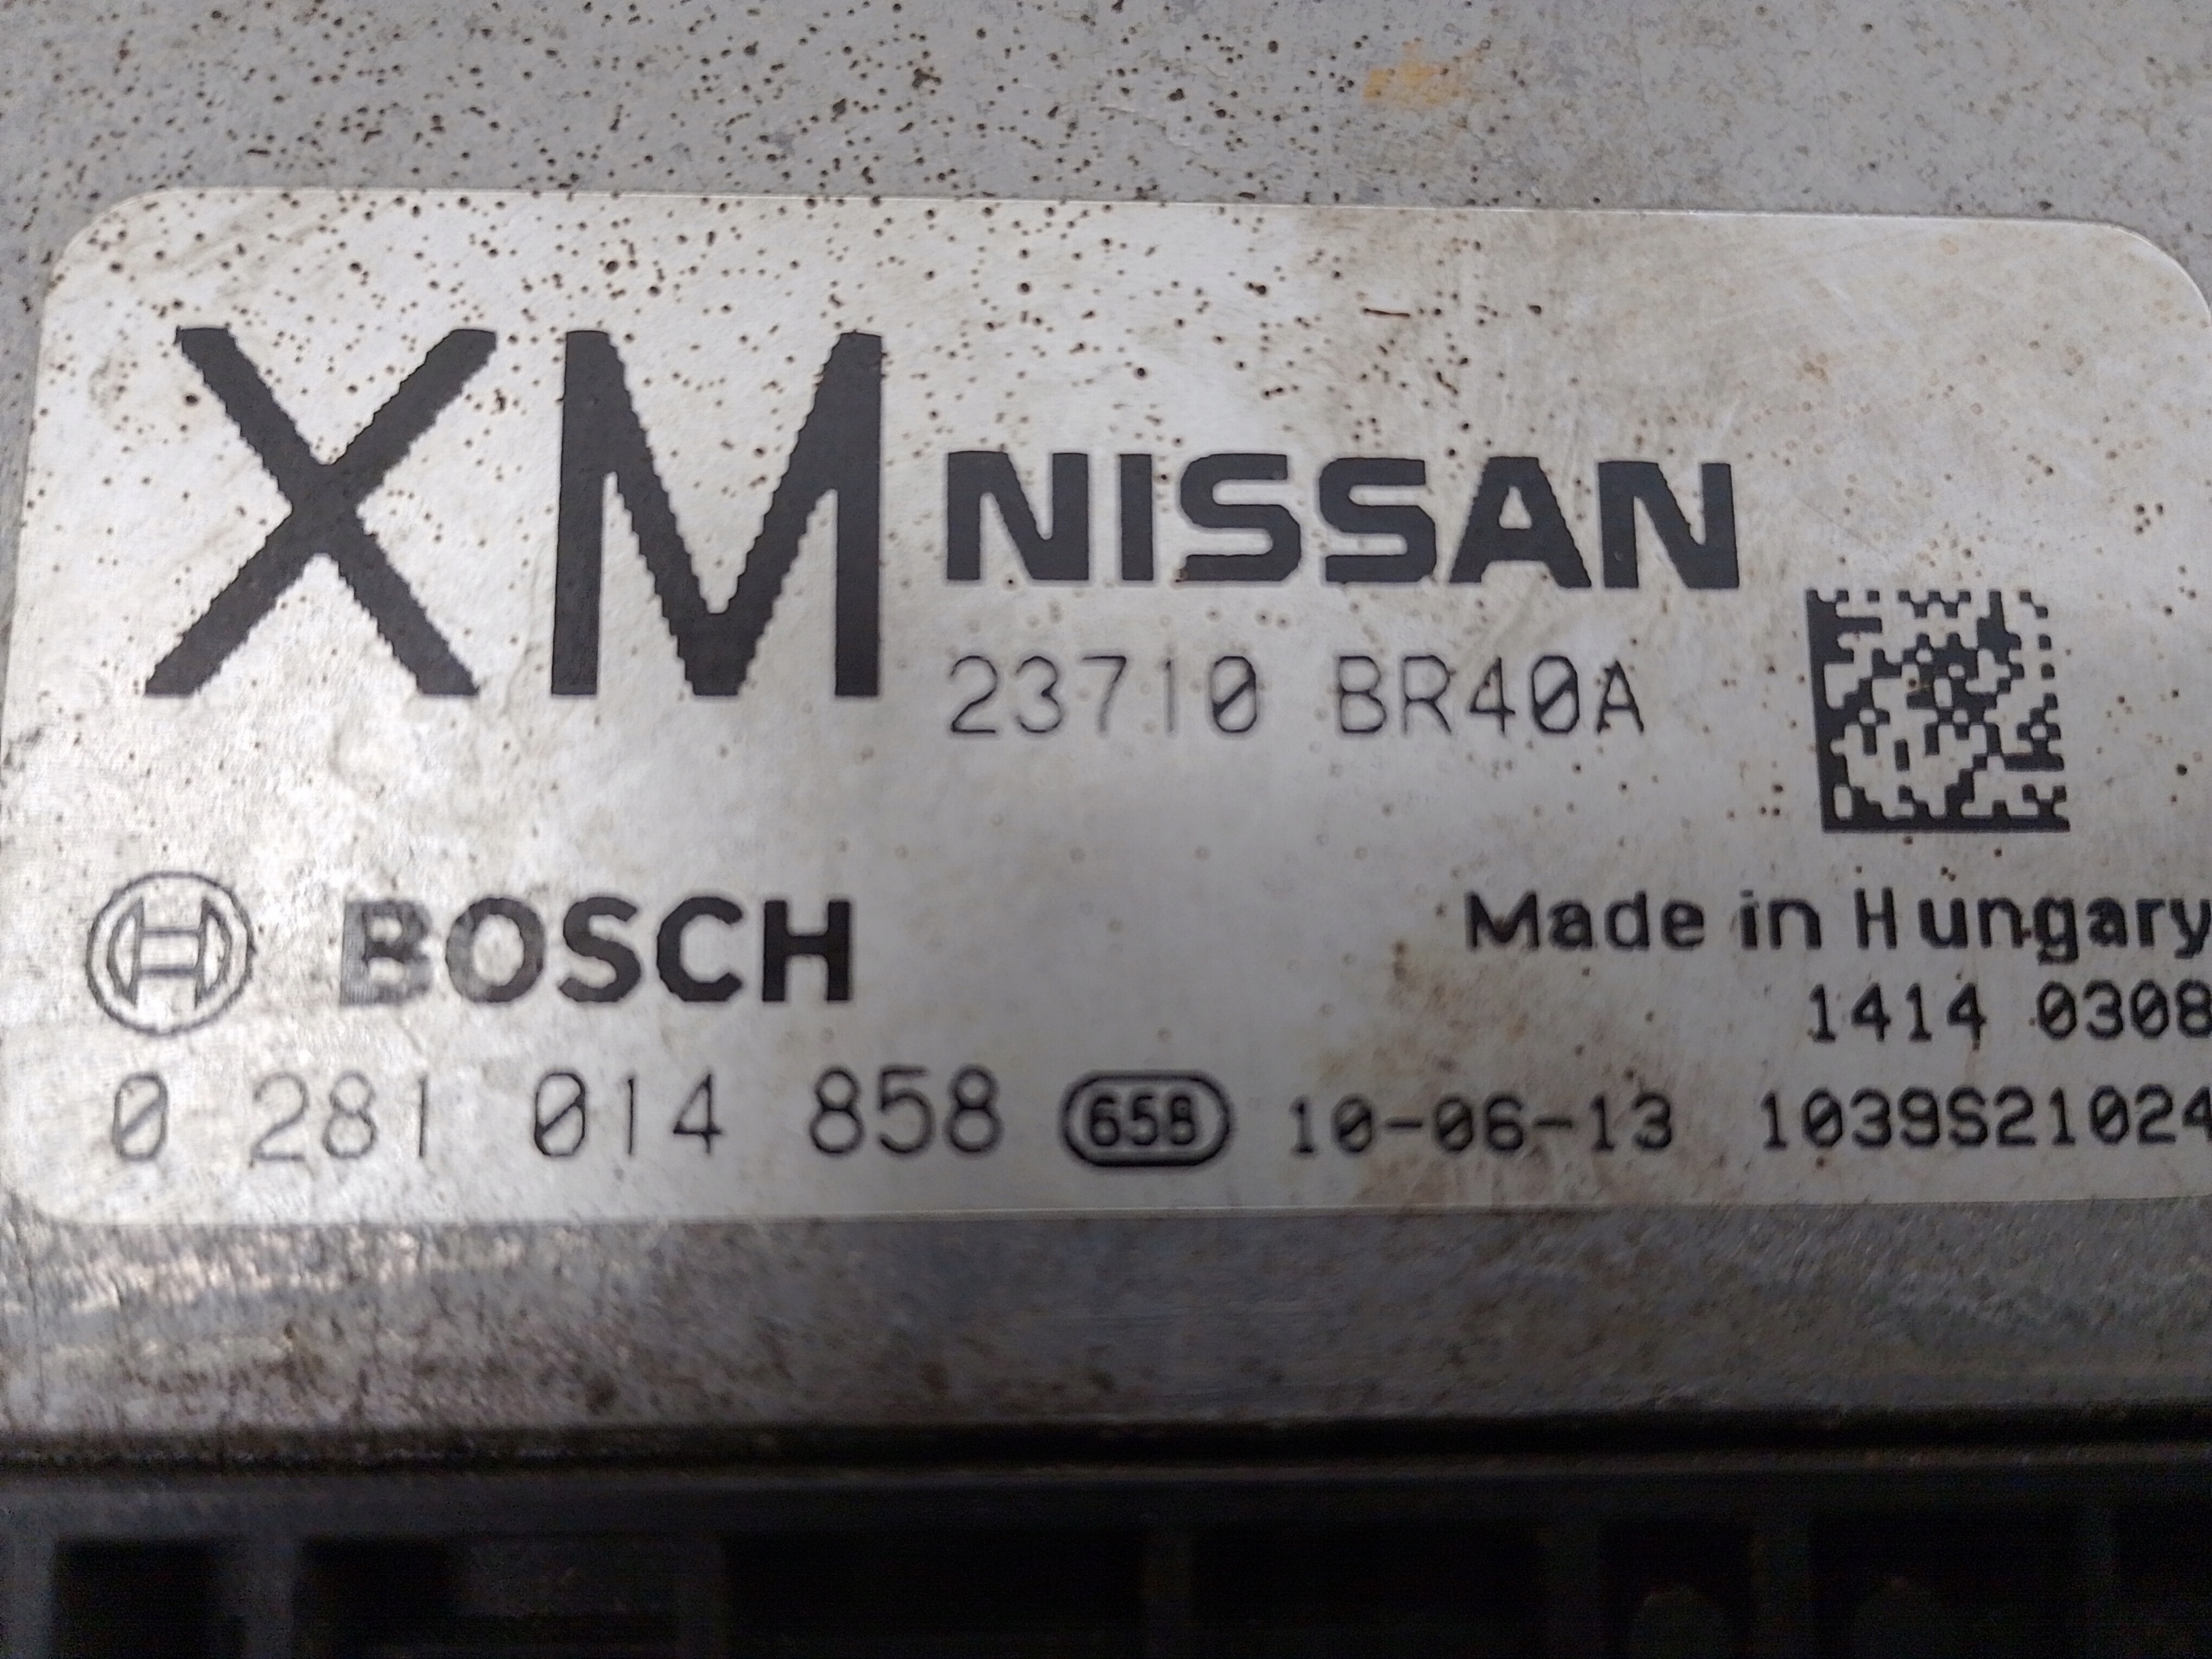 XM NISSAN
23710 BR40A
BOSCH
Made in Hungary
1414 0308
0 281 014 858 658 10-06-13 1039S21024